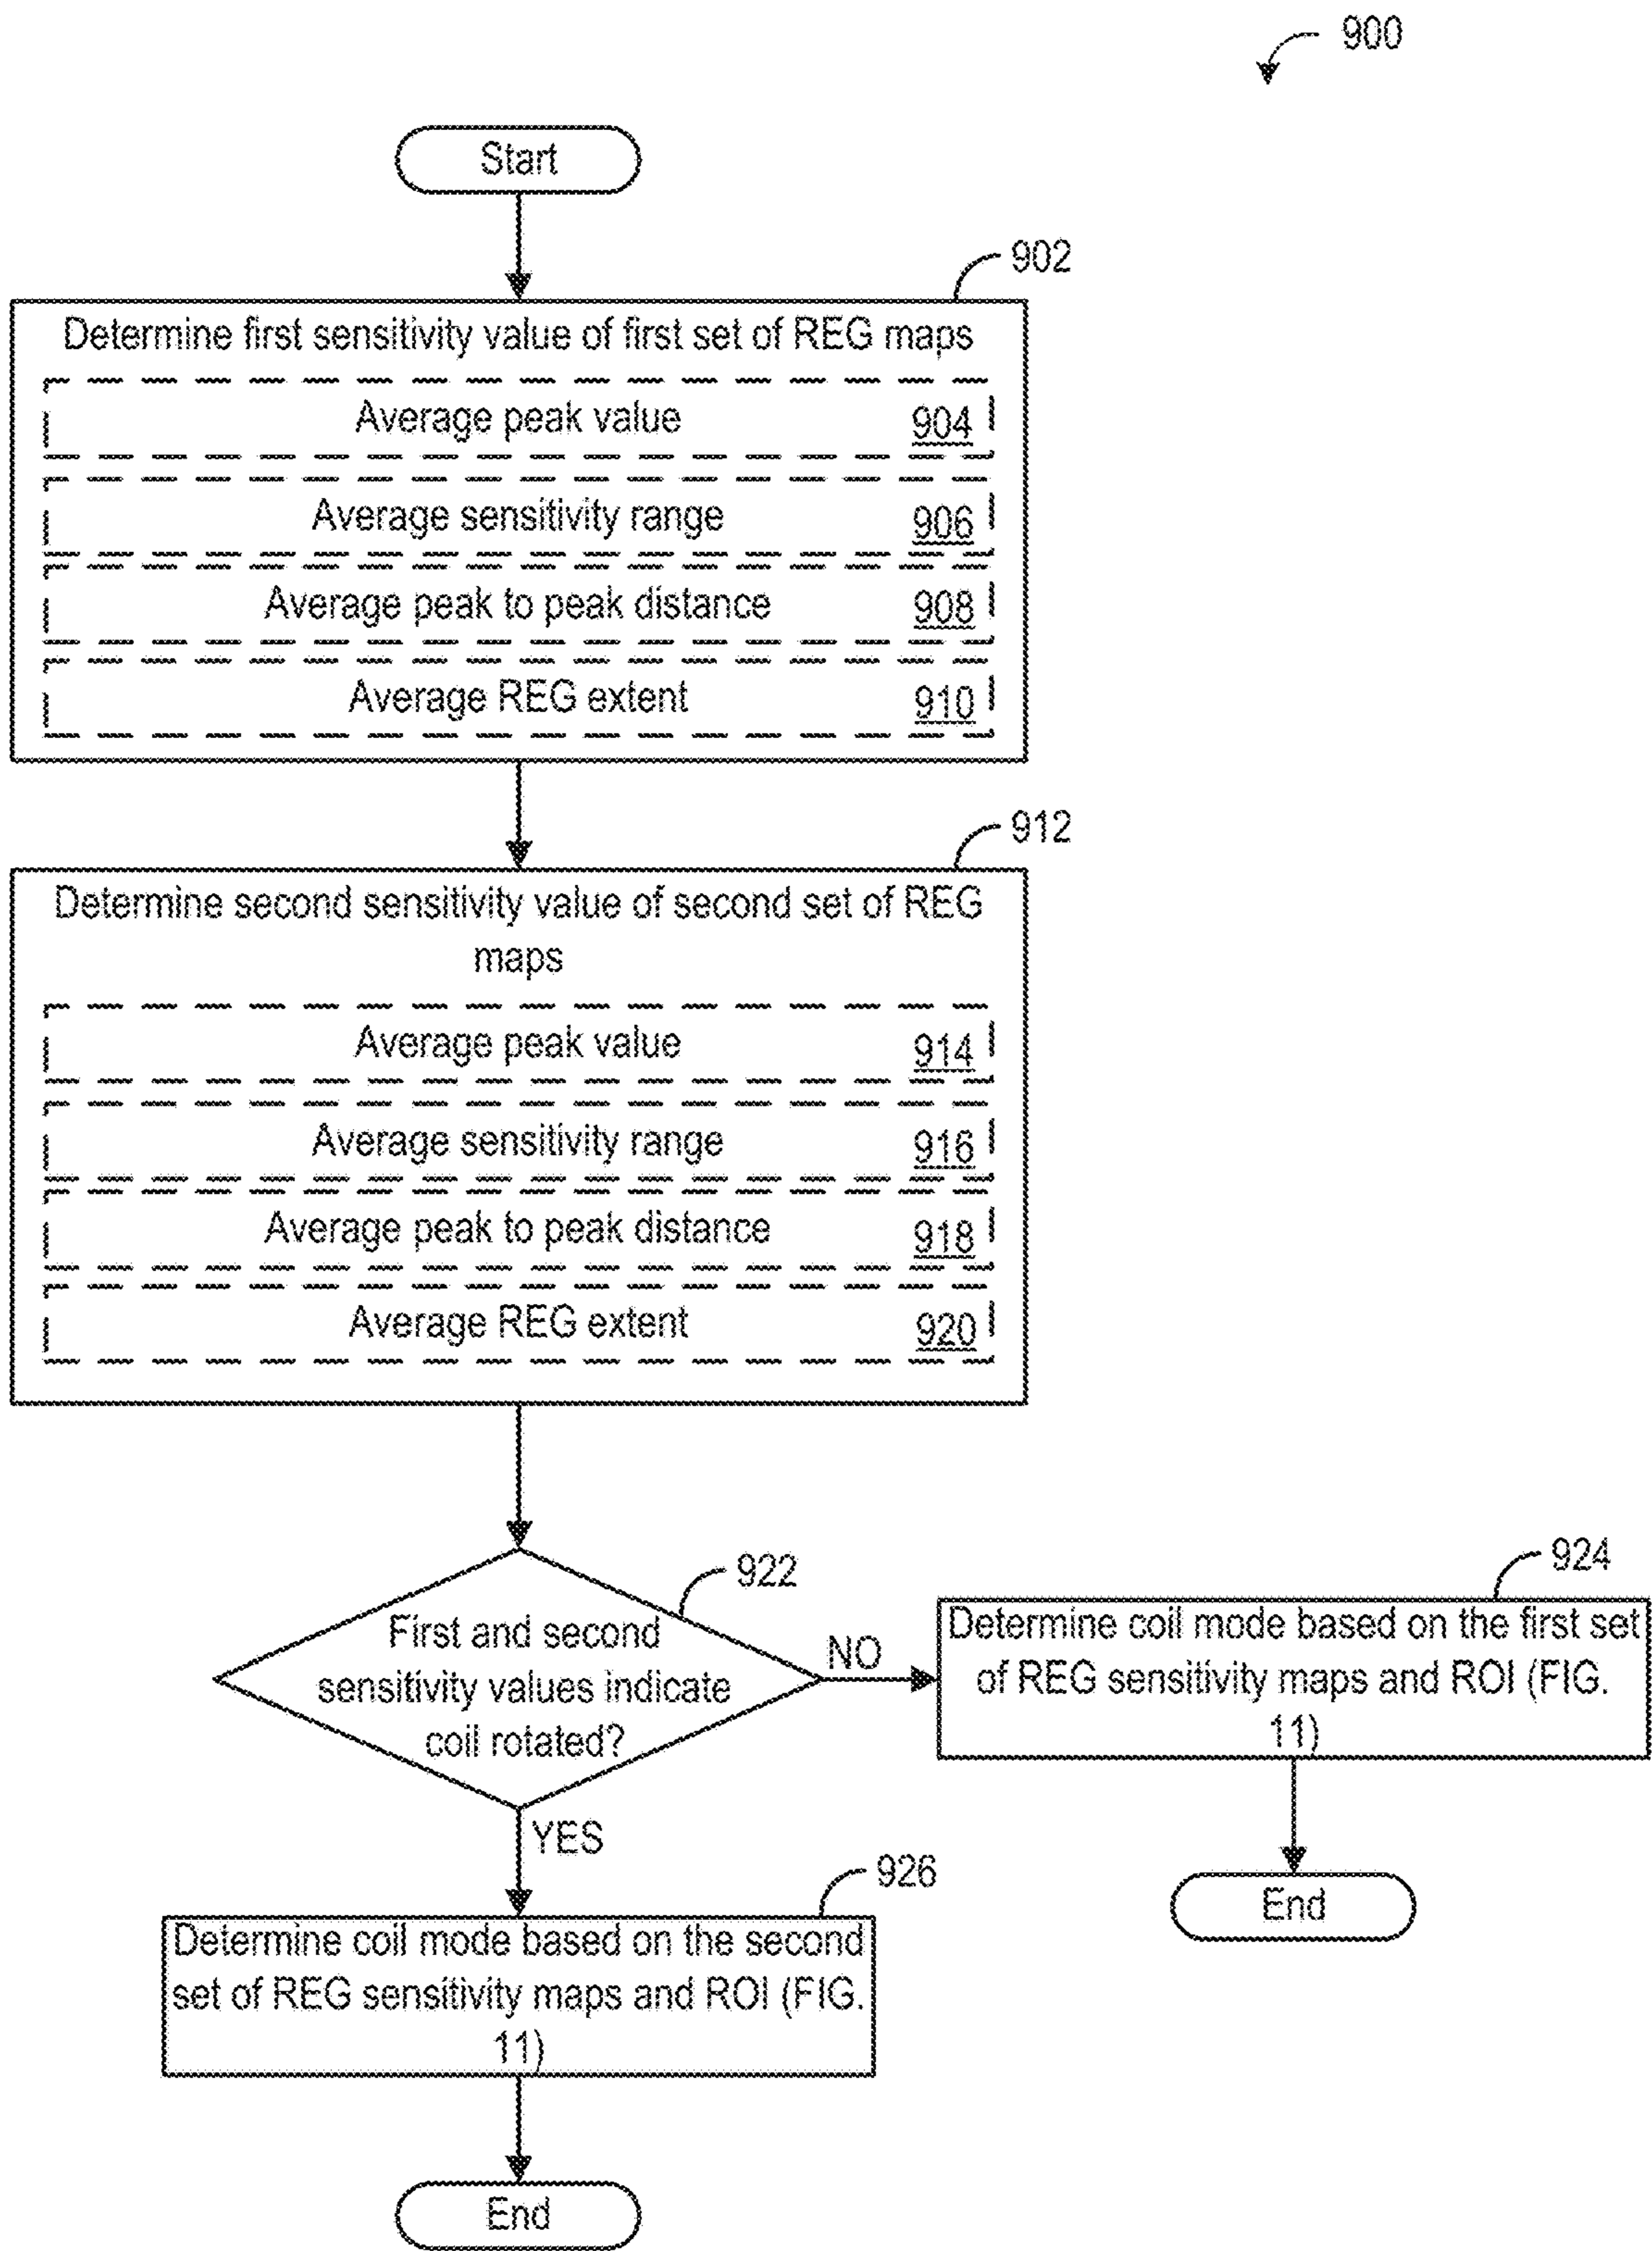 900
Start
902
Determine first sensitivity value of first set of REG maps
Average peak value 904
Average sensitivity range 906
Average peak to peak distance 908
Average REG extent 910
912
Determine second sensitivity value of second set of REG
maps
Average peak value 914
Average sensitivity range 916
Average peak to peak distance 918
Average REG extent 920
922
First and second
sensitivity values indicate
coil rotated?
NO
924
Determine coil mode based on the first set
of REG sensitivity maps and ROI (FIG.
11)
End
YES
926
Determine coil mode based on the second
set of REG sensitivity maps and ROI (FIG.
11)
End